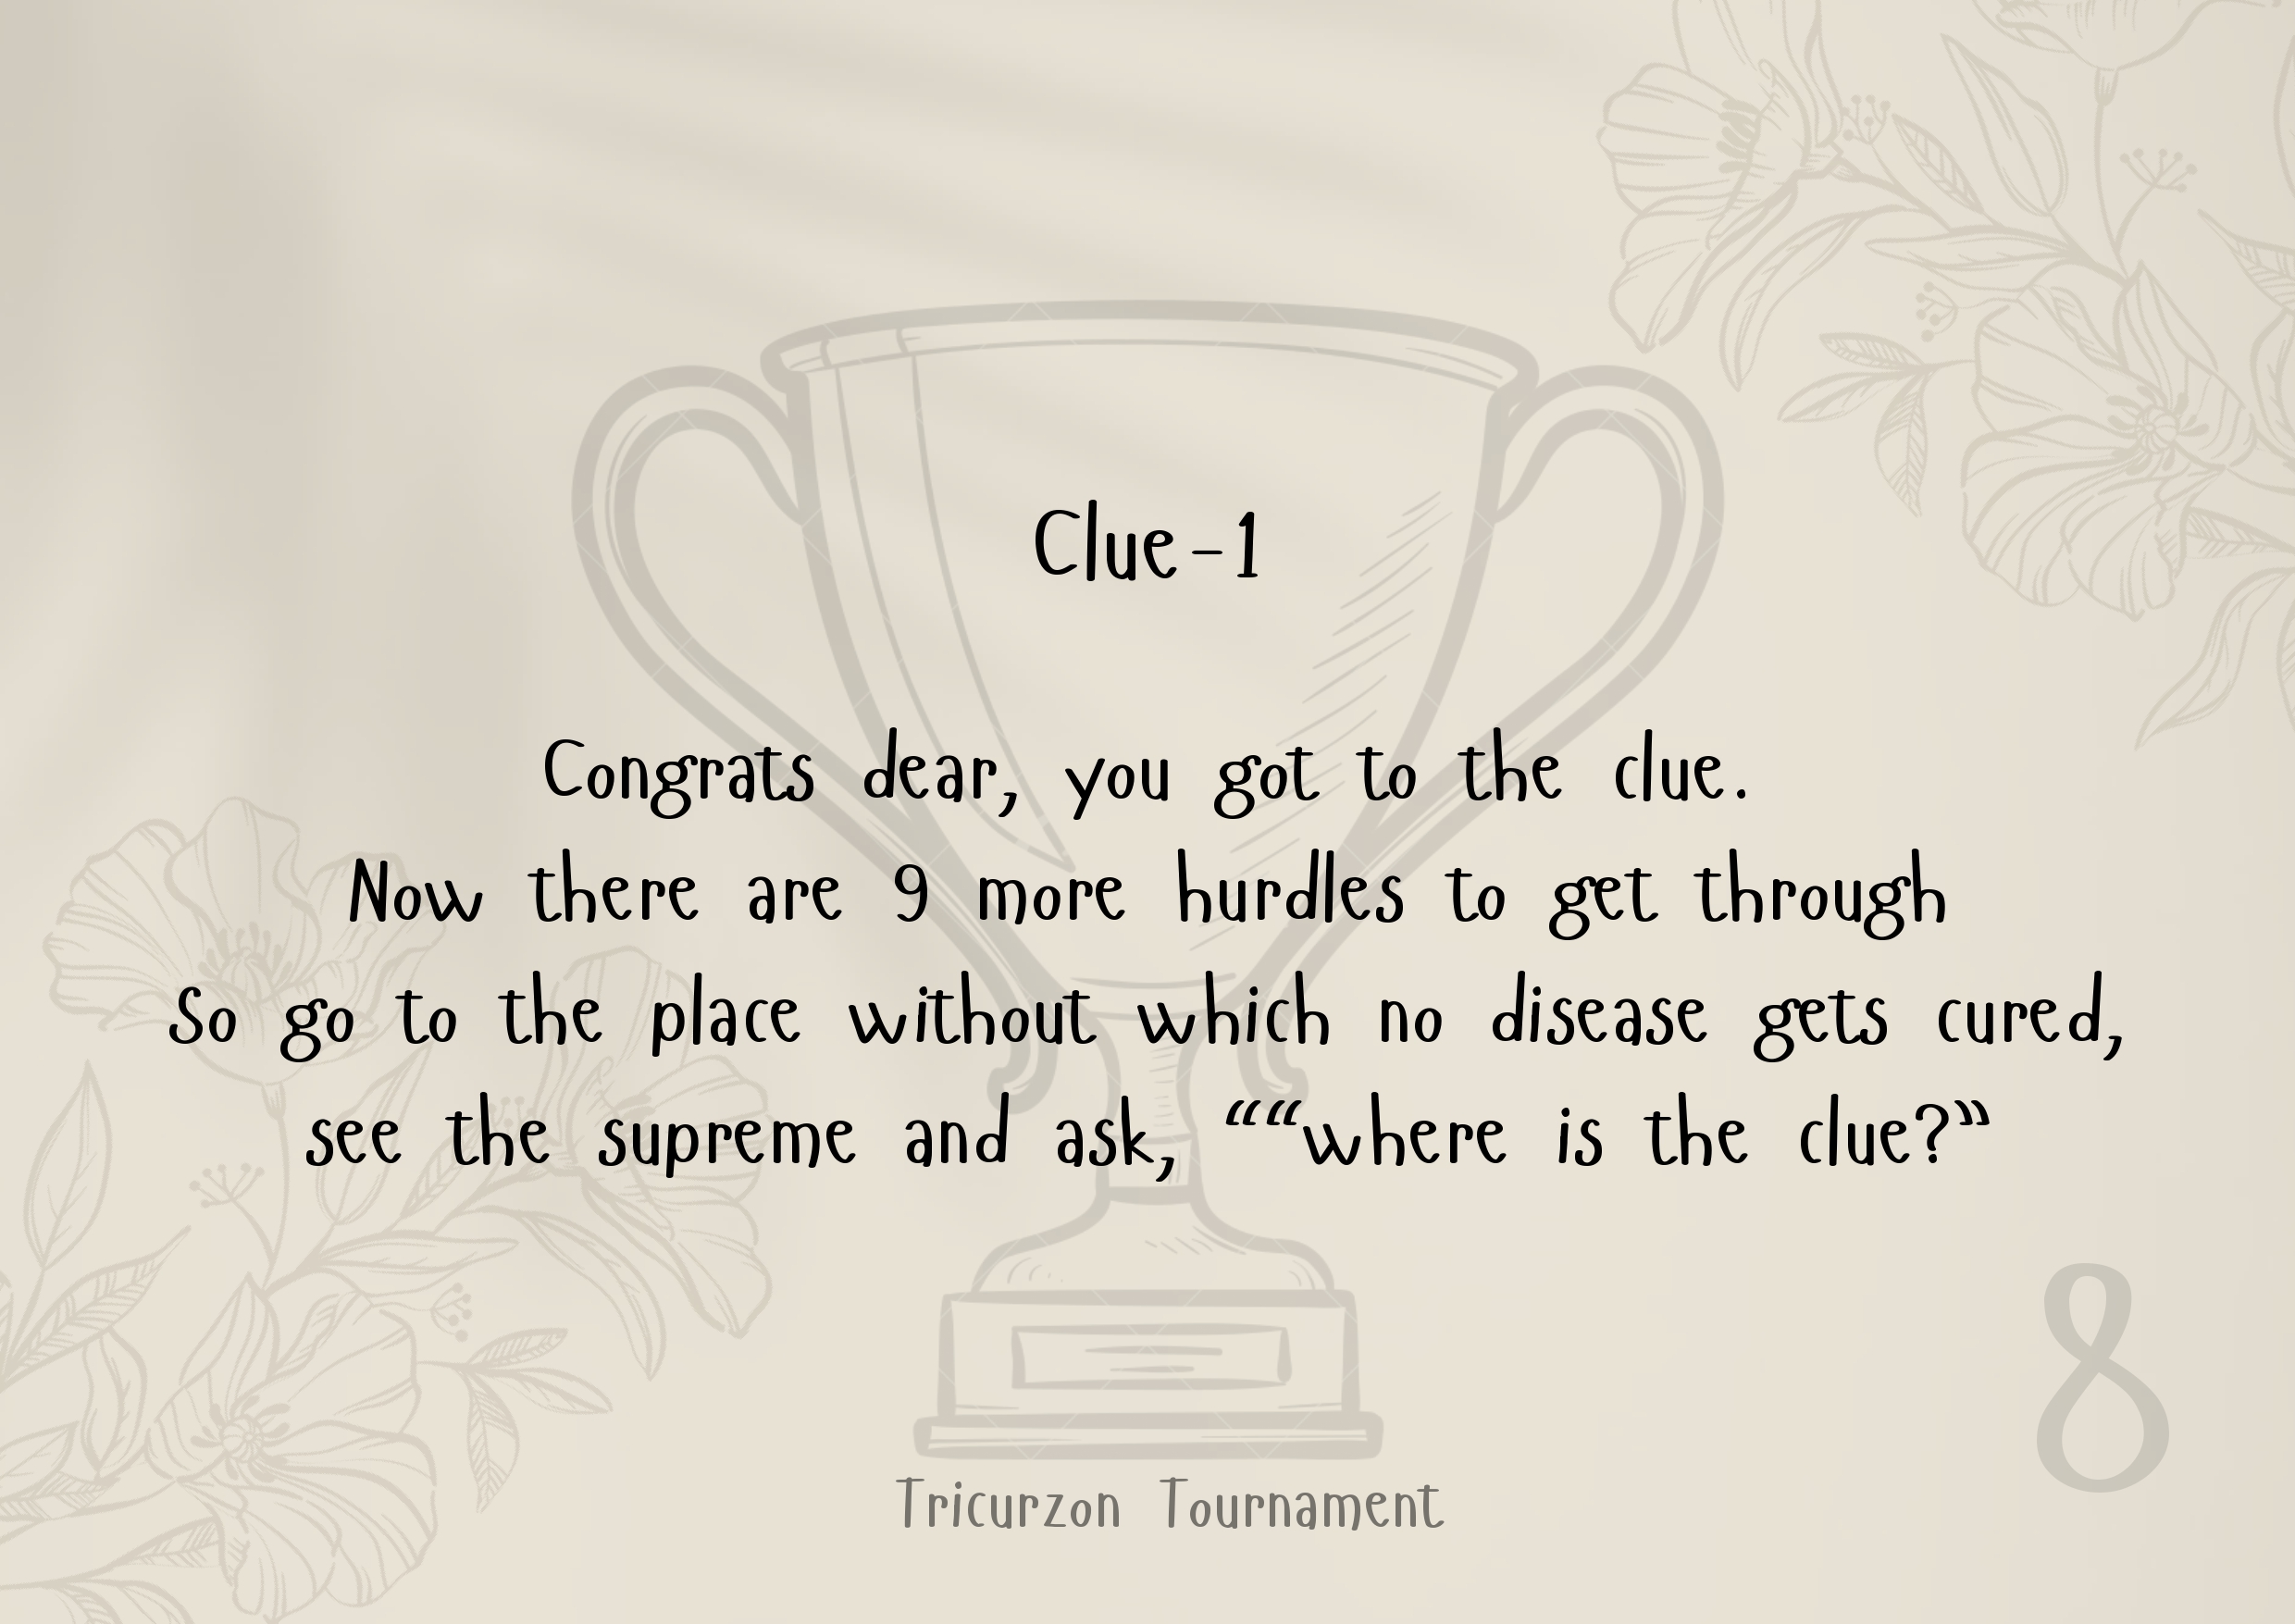 Clue-1
Congrats dear, you got to the clue.
Now there are 9 more hurdles to get through
So go to the place without which no disease gets cured,
see the supreme and ask, ““where is the clue?”
8
Tricurzon Tournament